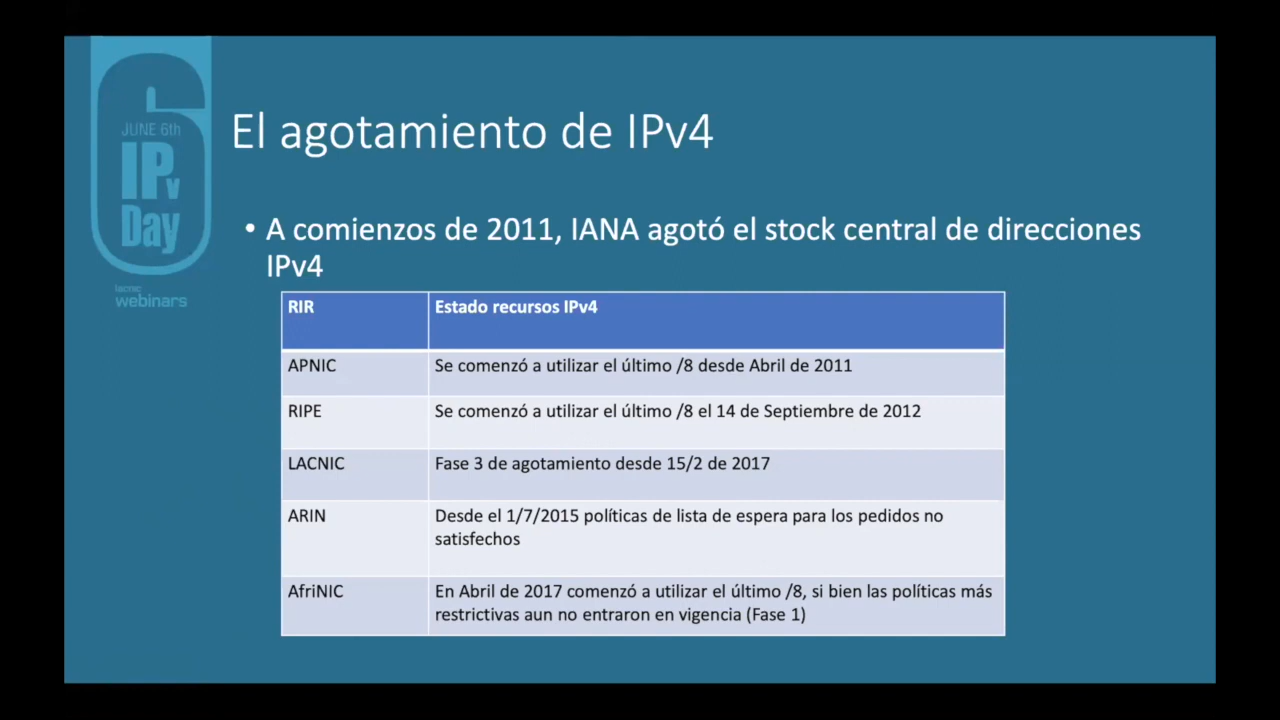 JUNE 6th
IPv
Day
lacnic
webinars
El agotamiento de IPv4
• A comienzos de 2011, IANA agotó el stock central de direcciones
IPv4
RIR
Estado recursos IPv4
APNIC
Se comenzó a utilizar el último /8 desde Abril de 2011
RIPE
Se comenzó a utilizar el último /8 el 14 de Septiembre de 2012
LACNIC
Fase 3 de agotamiento desde 15/2 de 2017
ARIN
Desde el 1/7/2015 políticas de lista de espera para los pedidos no
satisfechos
AfriNIC
En Abril de 2017 comenzó a utilizar el último /8, si bien las políticas más
restrictivas aun no entraron en vigencia (Fase 1)